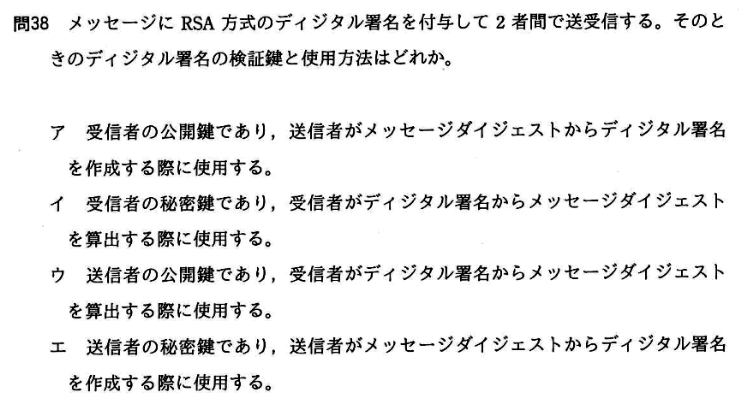 問38 メッセージに RSA 方式のディジタル署名を付与して 2 者間で送受信する。そのと
きのディジタル署名の検証鍵と使用方法はどれか。
ア 受信者の公開鍵であり，送信者がメッセージダイジェストからディジタル署名
を作成する際に使用する。
イ 受信者の秘密鍵であり，受信者がディジタル署名からメッセージダイジェスト
を算出する際に使用する。
ウ 送信者の公開鍵であり，受信者がディジタル署名からメッセージダイジェスト
を算出する際に使用する。
エ 送信者の秘密鍵であり，送信者がメッセージダイジェストからディジタル署名
を作成する際に使用する。